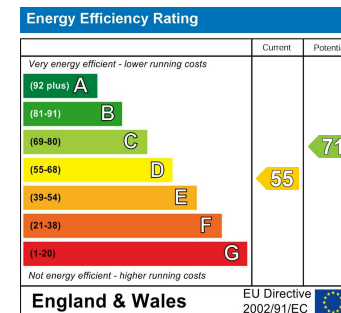 Energy Efficiency Rating
Current Potenti
Very energy efficient - lower running costs
(92 plus) A
(81-91) B
(69-80) C 71
(55-68) D 55
(39-54) E
(21-38) F
(1-20) G
Not energy efficient - higher running costs
England & Wales
EU Directive
2002/91/EC